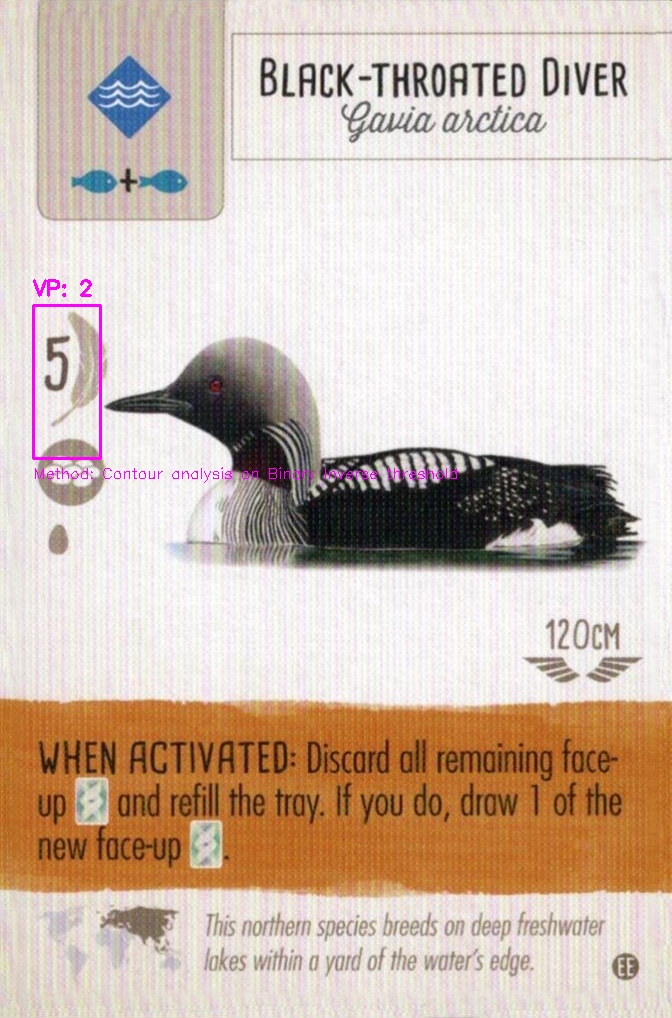 BLACK-THROATED DIVER
Gavia arctica
+
VP: 2
5
Method: Contour analysis on Binary Inverse threshold
120CM
WHEN ACTIVATED: Discard all remaining face-
up and refill the tray. If you do, draw 1 of the
new face-up .
This northern species breeds on deep freshwater
lakes within a yard of the water's edge.
EE